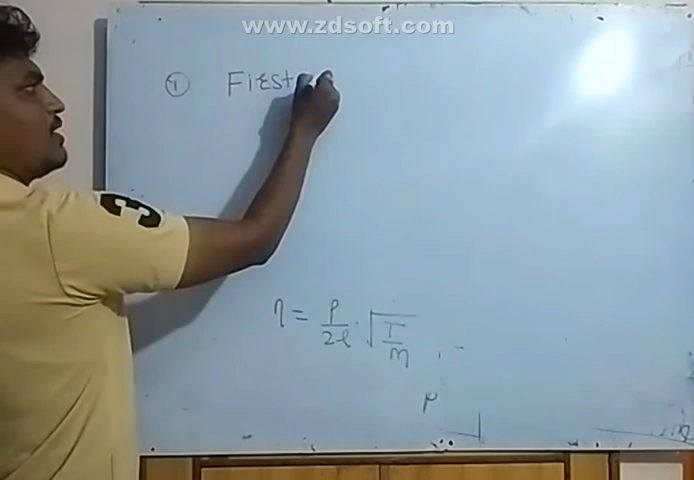 www.zdsoft.com
① First
η = P/2l · √T/m
μ